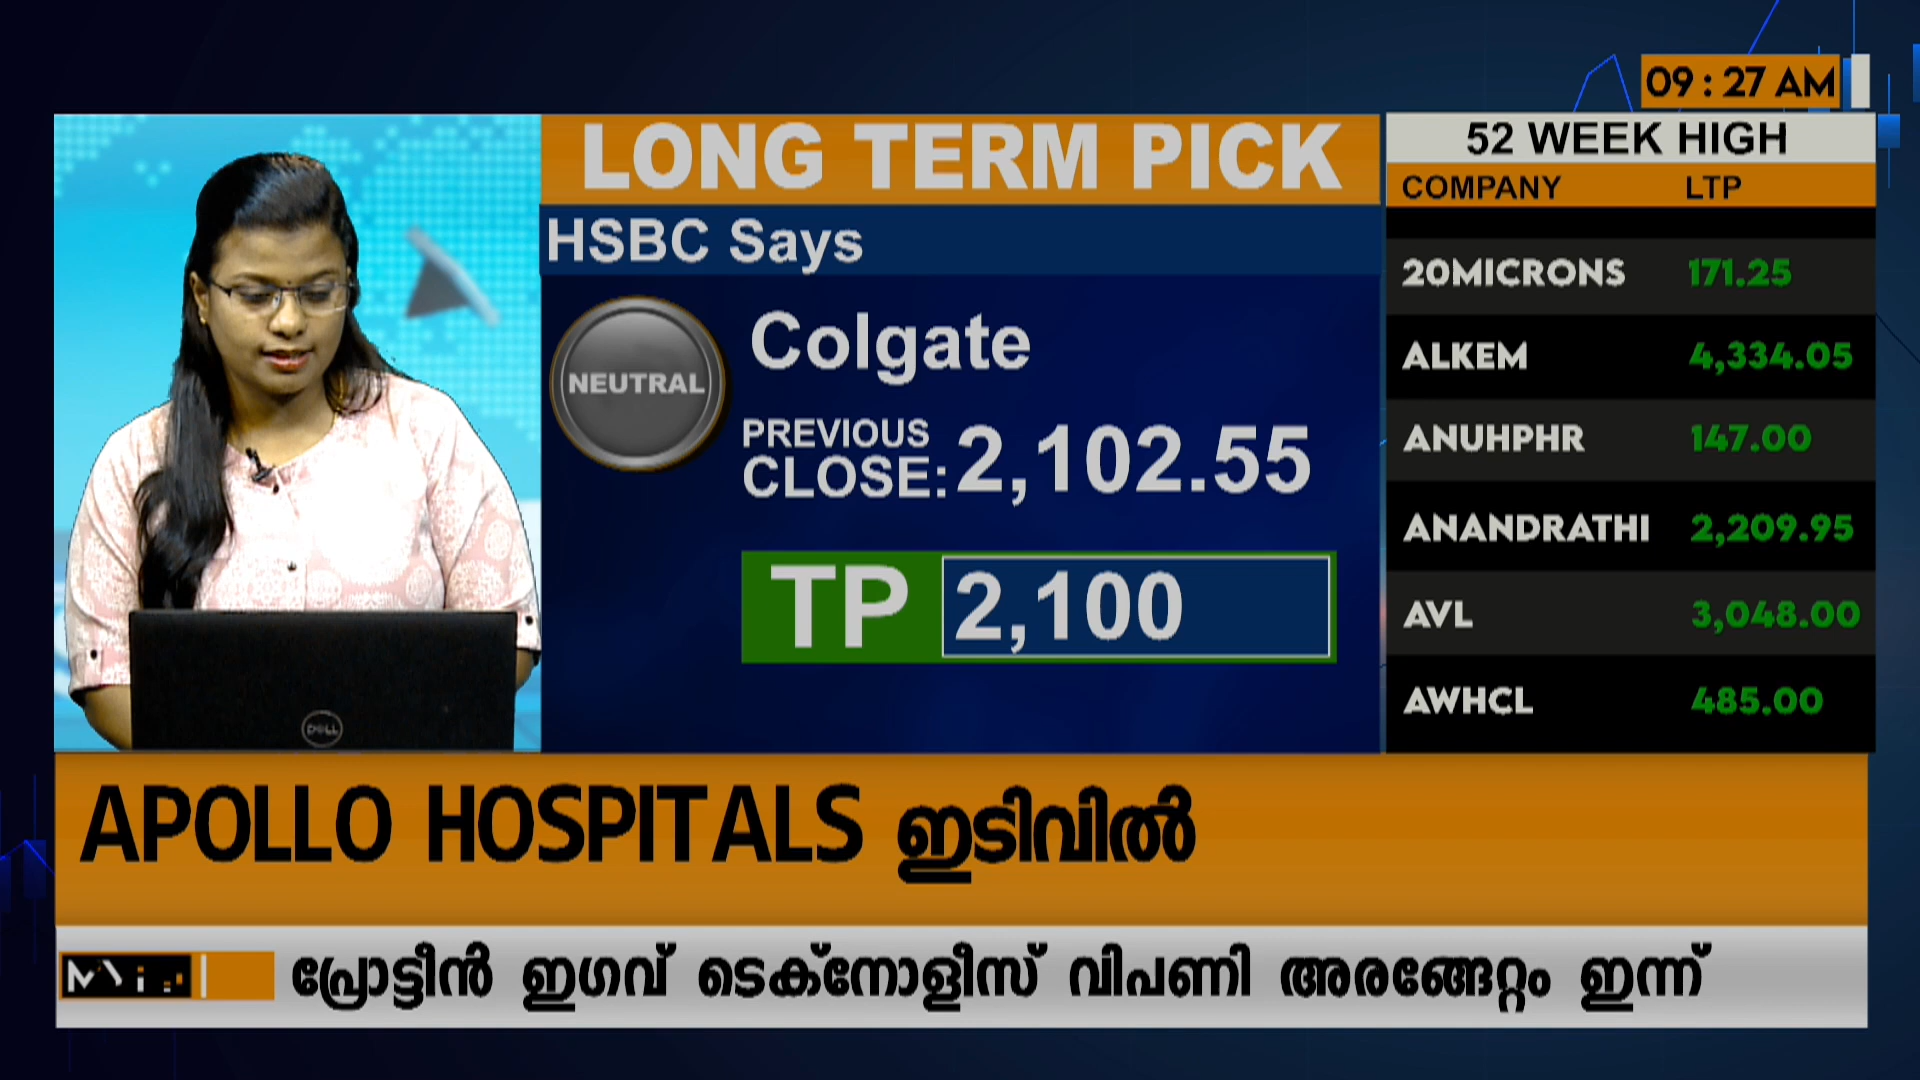 09 : 27 AM
LONG TERM PICK
HSBC Says
NEUTRAL
Colgate
PREVIOUS
CLOSE: 2,102.55
TP 2,100
52 WEEK HIGH
COMPANY LTP
20MICRONS 171.25
ALKEM 4,334.05
ANUHPHR 147.00
ANANDRATHI 2,209.95
AVL 3,048.00
AWHCL 485.00
DELL
APOLLO HOSPITALS ഇടിവിൽ
പ്രോട്ടീൻ ഇഗവ് ടെക്നോളീസ് വിപണി അരങ്ങേറ്റം ഇന്ന്